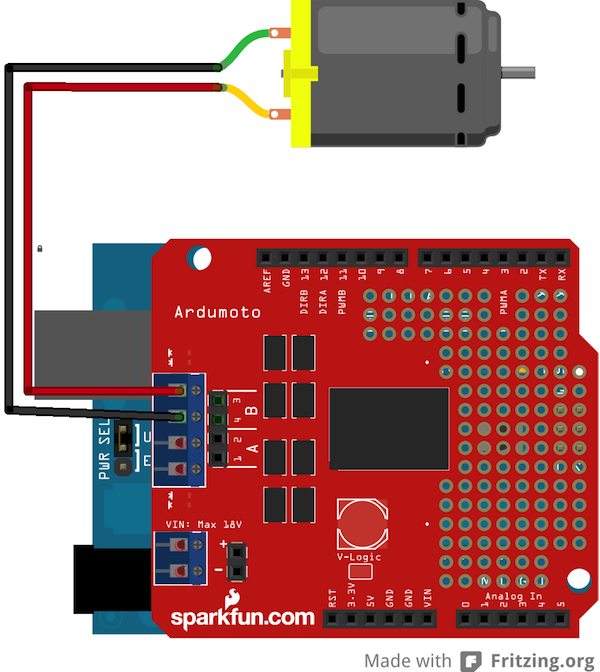 AREF
GND
DIRB 13
DIRA 12
PWMB 11
10
9
8
7
6
5
4
PWMA 3
2
TX
RX
Ardumoto
3
4
B
2
1
A
PWR SEL
U
E
VIN: Max 18V
+
-
V-Logic
sparkfun.com
RST
3.3V
5V
GND
GND
VIN
Analog In
0
1
2
3
4
5
Made with Fritzing.org